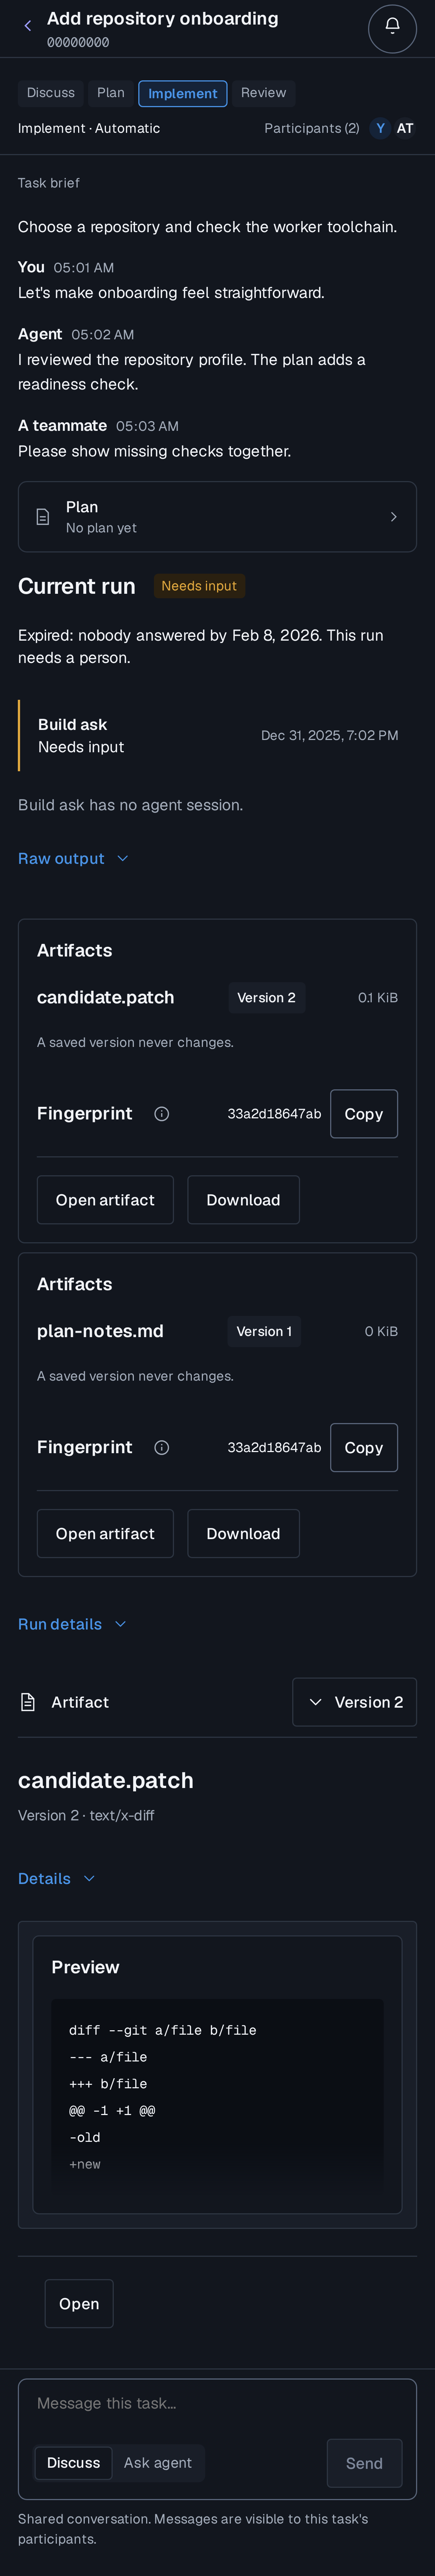 Add repository onboarding
00000000
Discuss Plan Implement Review
Implement · Automatic Participants (2) Y AT
Task brief
Choose a repository and check the worker toolchain.
You 05:01 AM
Let's make onboarding feel straightforward.
Agent 05:02 AM
I reviewed the repository profile. The plan adds a
readiness check.
A teammate 05:03 AM
Please show missing checks together.
Plan
No plan yet
Current run Needs input
Expired: nobody answered by Feb 8, 2026. This run
needs a person.
Build ask
Needs input
Dec 31, 2025, 7:02 PM
Build ask has no agent session.
Raw output
Artifacts
candidate.patch Version 2 0.1 KiB
A saved version never changes.
Fingerprint 33a2d18647ab Copy
Open artifact Download
Artifacts
plan-notes.md Version 1 0 KiB
A saved version never changes.
Fingerprint 33a2d18647ab Copy
Open artifact Download
Run details
Artifact Version 2
candidate.patch
Version 2 · text/x-diff
Details
Preview
diff --git a/file b/file
--- a/file
+++ b/file
@@ -1 +1 @@
-old
+new
Open
Message this task...
Discuss Ask agent Send
Shared conversation. Messages are visible to this task's
participants.